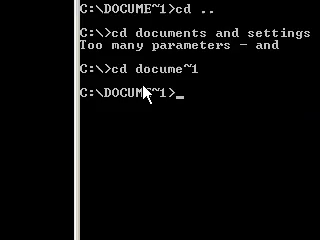 C:\DOCUME~1>cd ..
C:\>cd documents and settings
Too many parameters - and
C:\>cd docume~1
C:\DOCUME~1>_